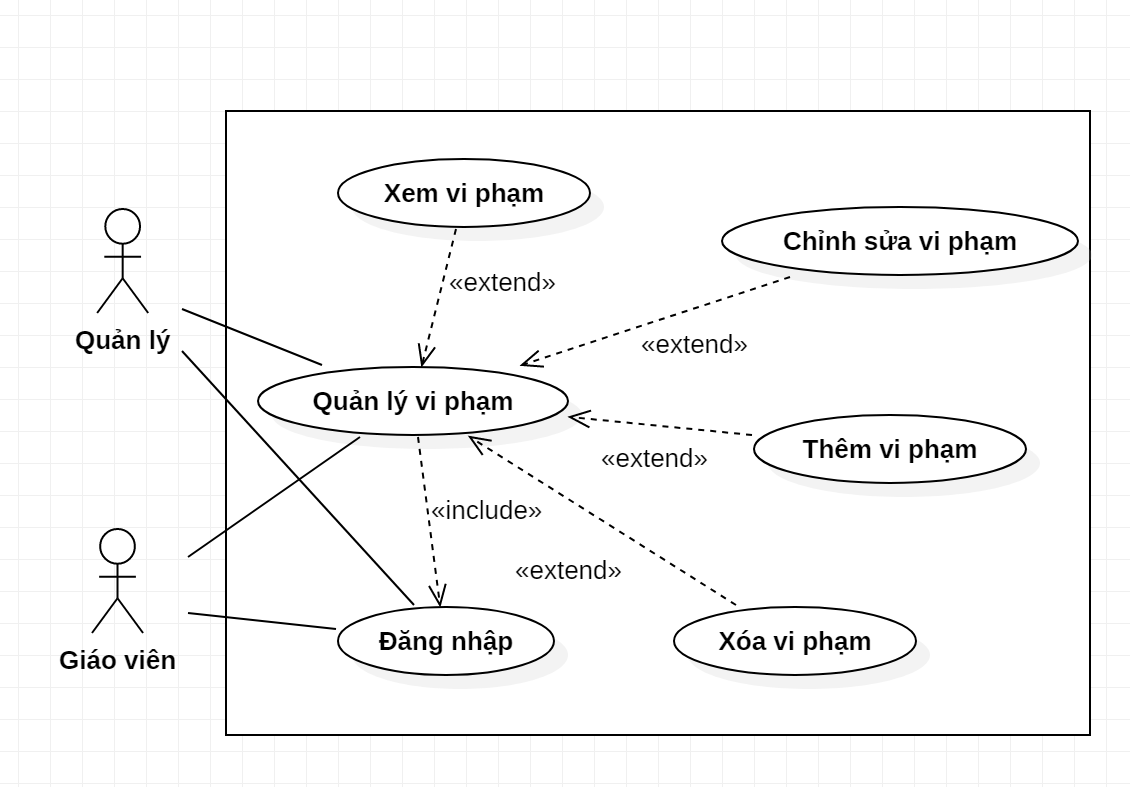 Xem vi phạm
Chỉnh sửa vi phạm
«extend»
Quản lý
«extend»
Quản lý vi phạm
Thêm vi phạm
«extend»
«include»
«extend»
Đăng nhập
Xóa vi phạm
Giáo viên